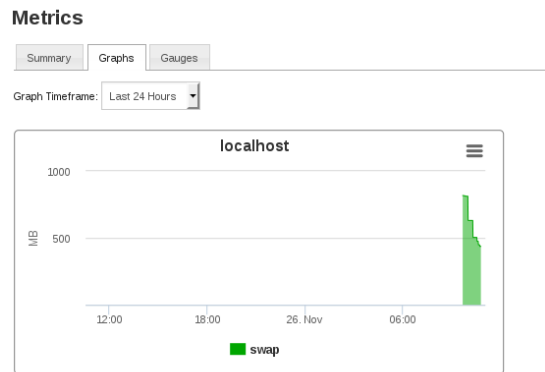 Metrics
Summary Graphs Gauges
Graph Timeframe: Last 24 Hours
localhost
1000
500
MB
12:00 18:00 26. Nov 06:00
swap